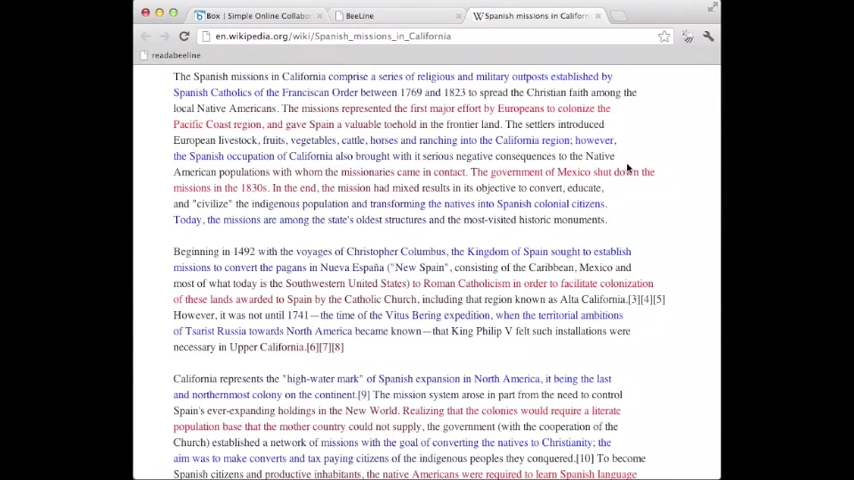 Box | Simple Online Collabor
BeeLine
Spanish missions in Californ
en.wikipedia.org/wiki/Spanish_missions_in_California
readabeeline
The Spanish missions in California comprise a series of religious and military outposts established by
Spanish Catholics of the Franciscan Order between 1769 and 1823 to spread the Christian faith among the
local Native Americans. The missions represented the first major effort by Europeans to colonize the
Pacific Coast region, and gave Spain a valuable toehold in the frontier land. The settlers introduced
European livestock, fruits, vegetables, cattle, horses and ranching into the California region; however,
the Spanish occupation of California also brought with it serious negative consequences to the Native
American populations with whom the missionaries came in contact. The government of Mexico shut down the
missions in the 1830s. In the end, the mission had mixed results in its objective to convert, educate,
and "civilize" the indigenous population and transforming the natives into Spanish colonial citizens.
Today, the missions are among the state's oldest structures and the most-visited historic monuments.
Beginning in 1492 with the voyages of Christopher Columbus, the Kingdom of Spain sought to establish
missions to convert the pagans in Nueva España ("New Spain", consisting of the Caribbean, Mexico and
most of what today is the Southwestern United States) to Roman Catholicism in order to facilitate colonization
of these lands awarded to Spain by the Catholic Church, including that region known as Alta California.[3][4][5]
However, it was not until 1741—the time of the Vitus Bering expedition, when the territorial ambitions
of Tsarist Russia towards North America became known—that King Philip V felt such installations were
necessary in Upper California.[6][7][8]
California represents the "high-water mark" of Spanish expansion in North America, it being the last
and northernmost colony on the continent.[9] The mission system arose in part from the need to control
Spain's ever-expanding holdings in the New World. Realizing that the colonies would require a literate
population base that the mother country could not supply, the government (with the cooperation of the
Church) established a network of missions with the goal of converting the natives to Christianity; the
aim was to make converts and tax paying citizens of the indigenous peoples they conquered.[10] To become
Spanish citizens and productive inhabitants, the native Americans were required to learn Spanish language